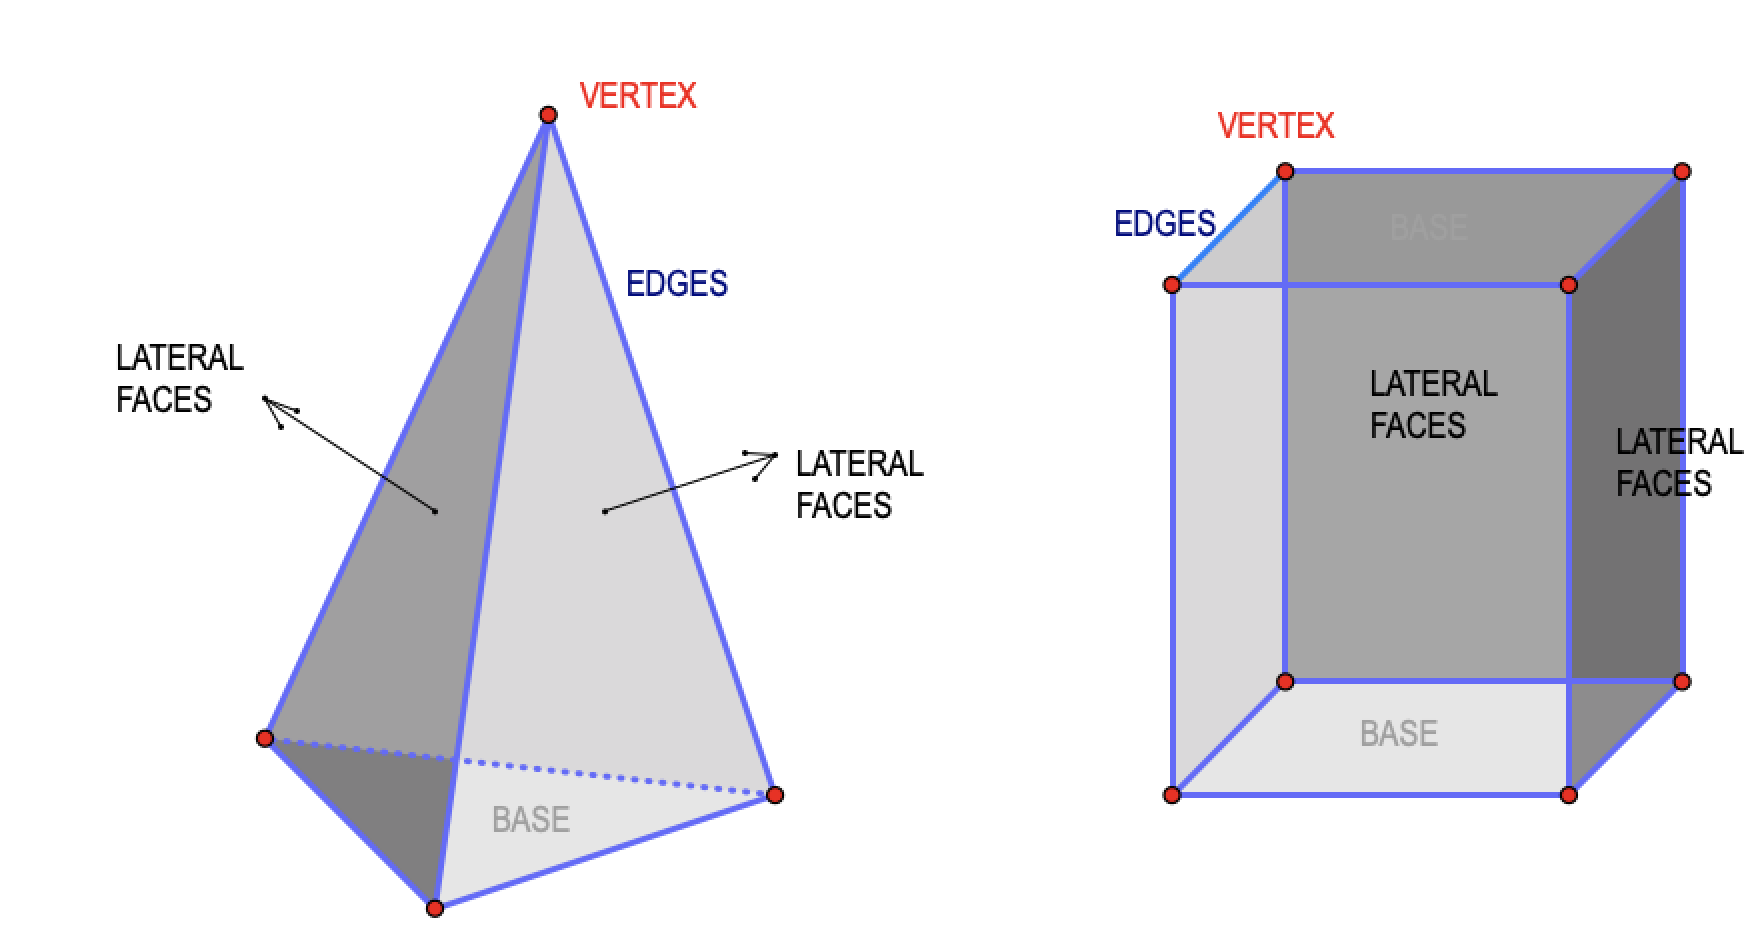 VERTEX
EDGES
LATERAL
FACES
LATERAL
FACES
BASE
VERTEX
EDGES
BASE
LATERAL
FACES
LATERAL
FACES
BASE